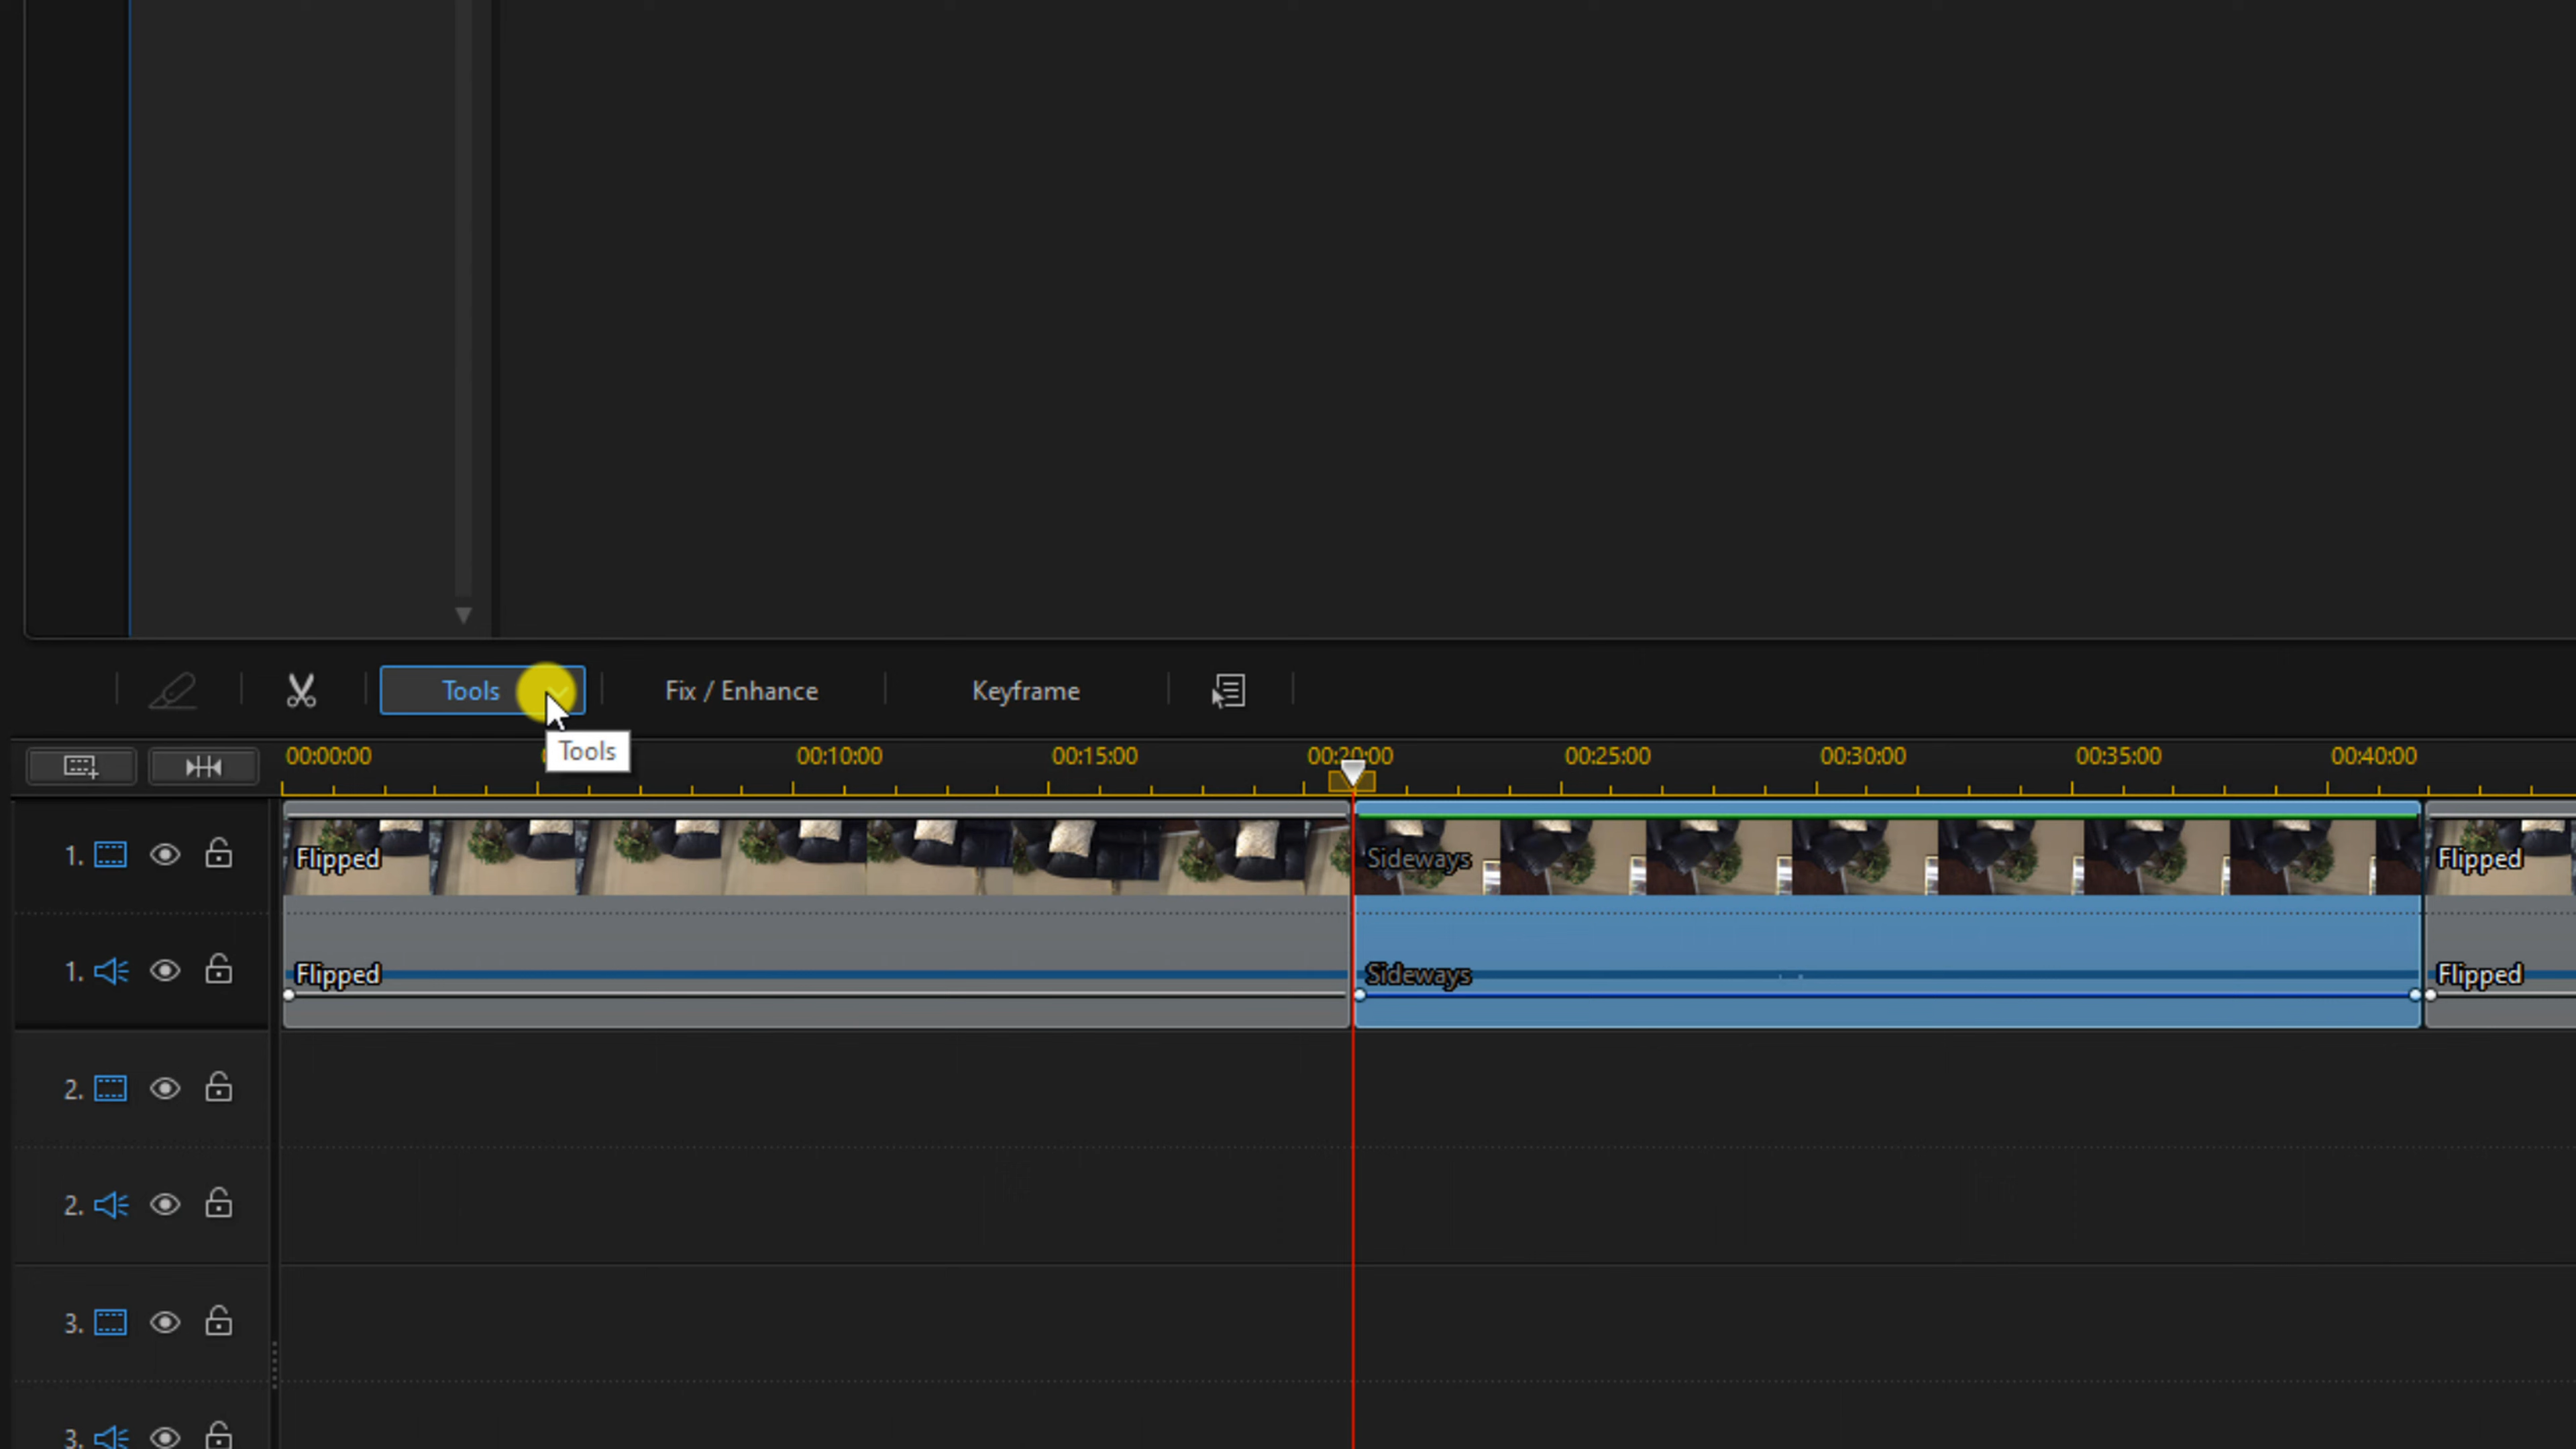 Tools
Fix / Enhance
Keyframe
Tools
00:00:00
00:10:00
00:15:00
00:20:00
00:25:00
00:30:00
00:35:00
00:40:00
1.
Flipped
Sideways
Flipped
1.
Flipped
Sideways
Flipped
2.
2.
3.
3.